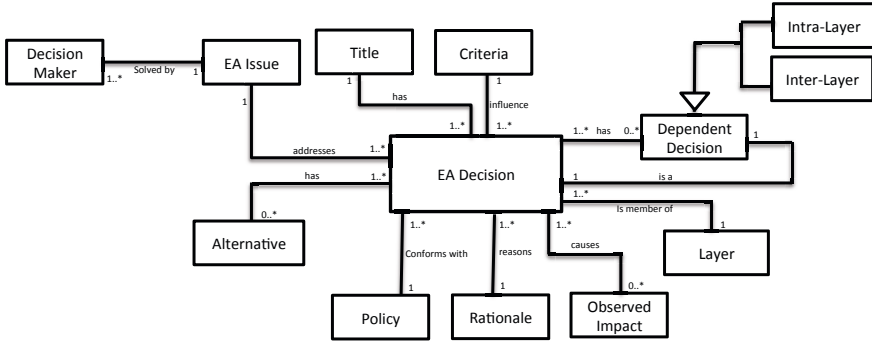 Intra-Layer
Inter-Layer
Decision
Maker
1..*
Solved by
1
EA Issue
1
Title
1
Criteria
1
has
influence
1..*
1..*
addresses
1..*
has
1..*
EA Decision
1..*
has
0..*
Dependent
Decision
1
1
is a
1..*
Is member of
1
Layer
0..*
Alternative
1..*
Conforms with
1
Policy
1..*
reasons
1
Rationale
1..*
causes
0..*
Observed
Impact